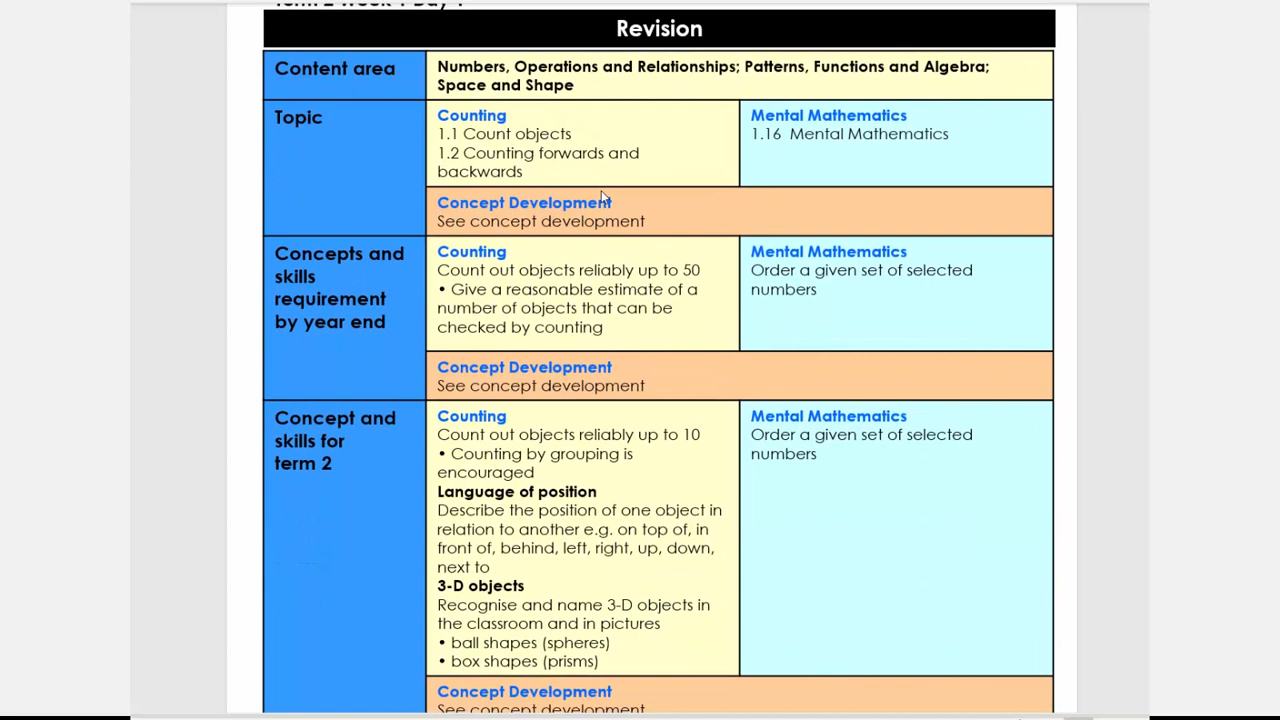 Revision
Content area
Numbers, Operations and Relationships; Patterns, Functions and Algebra;
Space and Shape
Topic
Counting
1.1 Count objects
1.2 Counting forwards and
backwards
Mental Mathematics
1.16 Mental Mathematics
Concept Development
See concept development
Concepts and
skills
requirement
by year end
Counting
Count out objects reliably up to 50
• Give a reasonable estimate of a
number of objects that can be
checked by counting
Mental Mathematics
Order a given set of selected
numbers
Concept Development
See concept development
Concept and
skills for
term 2
Counting
Count out objects reliably up to 10
• Counting by grouping is
encouraged
Language of position
Describe the position of one object in
relation to another e.g. on top of, in
front of, behind, left, right, up, down,
next to
3-D objects
Recognise and name 3-D objects in
the classroom and in pictures
• ball shapes (spheres)
• box shapes (prisms)
Mental Mathematics
Order a given set of selected
numbers
Concept Development
See concept development